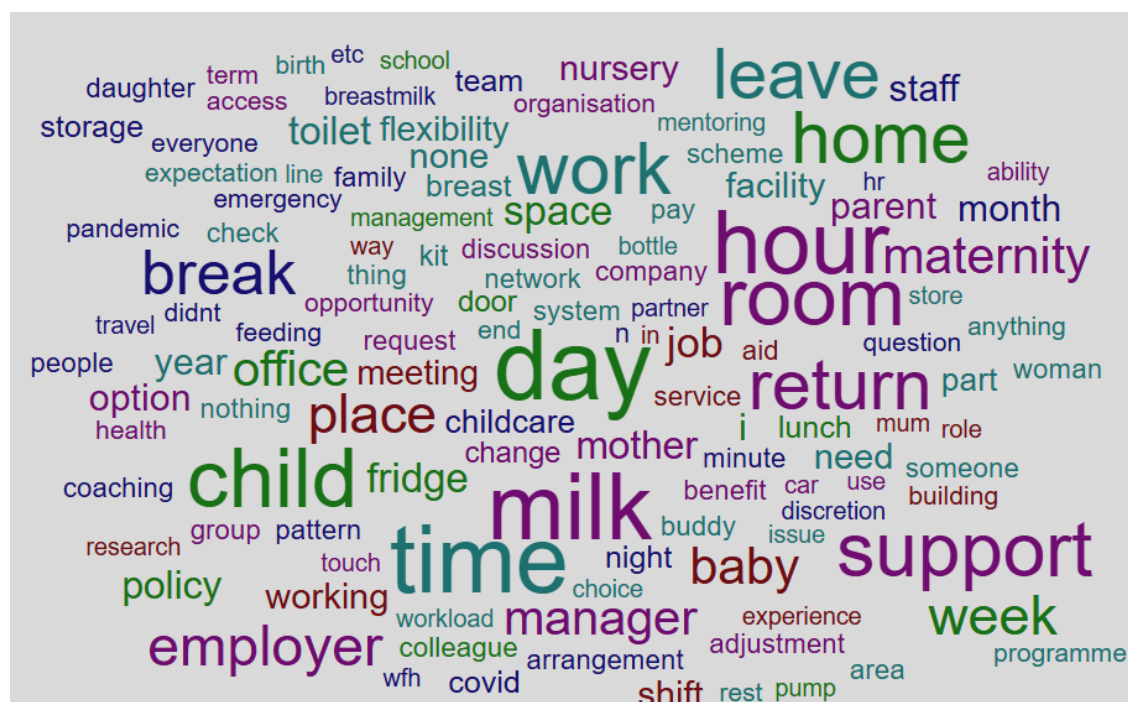 daughter term birth etc school team nursery leave staff
access breastmilk organisation
storage everyone toilet flexibility mentoring home
expectation line family none breast work scheme facility hr ability
emergency management space pay parent month
pandemic check way kit discussion bottle hour maternity
break thing network company room store
travel didnt opportunity door system partner anything
people feeding request end n in job aid question
year office meeting day service return part woman
option nothing place childcare i lunch mum role
health change mother minute need someone
coaching child fridge milk benefit car use building
group pattern buddy discretion issue support
research touch time night baby
policy working choice week
workload manager experience
employer colleague arrangement adjustment programme
wfh covid shift rest pump area